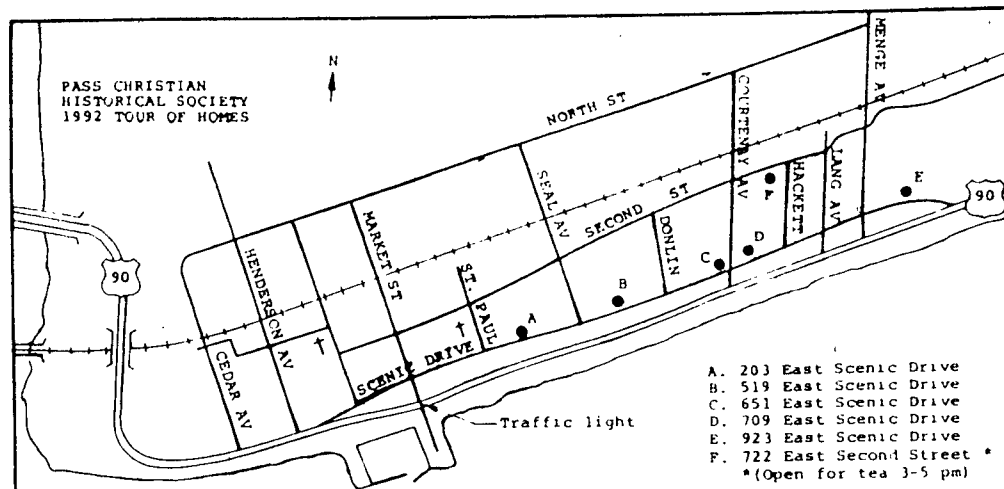 PASS CHRISTIAN
HISTORICAL SOCIETY
1992 TOUR OF HOMES
N
NORTH ST
MENGE AV
COURTENAY AV
SEAL AV
SECOND ST
HACKETT
LANG AV
E
90
DONLIN
D
C
B
A
MARKET ST
HENDERSON AV
90
ST. PAUL
SCENIC DRIVE
CEDAR AV
Traffic light
A. 203 East Scenic Drive
B. 519 East Scenic Drive
C. 651 East Scenic Drive
D. 709 East Scenic Drive
E. 923 East Scenic Drive
F. 722 East Second Street *
*(Open for tea 3-5 pm)